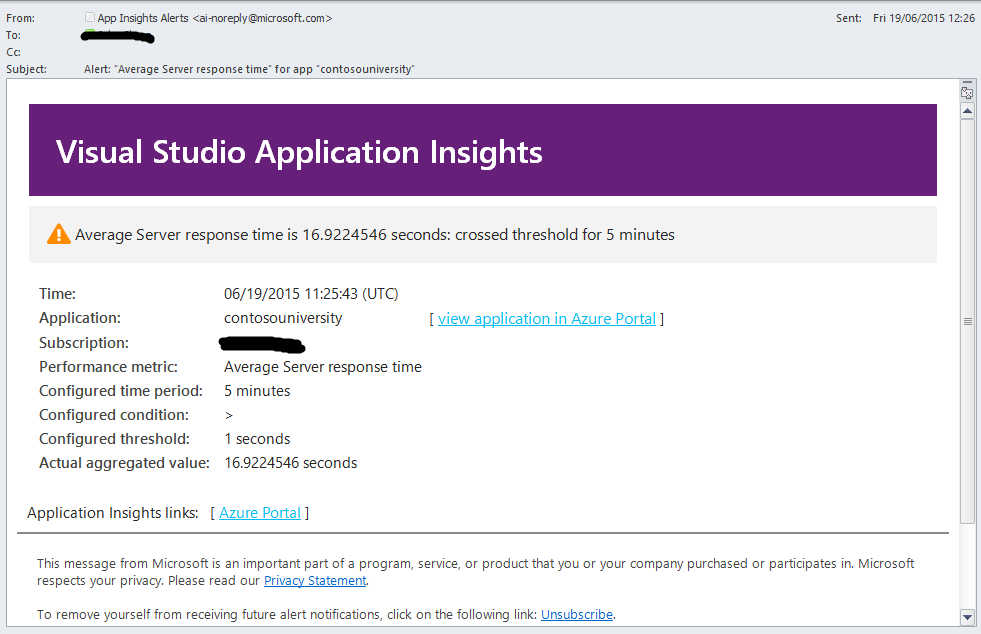 From: App Insights Alerts <ai-noreply@microsoft.com> Sent: Fri 19/06/2015 12:26
To:
Cc:
Subject: Alert: "Average Server response time" for app "contosouniversity"
Visual Studio Application Insights
Average Server response time is 16.9224546 seconds: crossed threshold for 5 minutes
Time: 06/19/2015 11:25:43 (UTC)
Application: contosouniversity [ view application in Azure Portal ]
Subscription:
Performance metric: Average Server response time
Configured time period: 5 minutes
Configured condition: >
Configured threshold: 1 seconds
Actual aggregated value: 16.9224546 seconds
Application Insights links: [ Azure Portal ]
This message from Microsoft is an important part of a program, service, or product that you or your company purchased or participates in. Microsoft
respects your privacy. Please read our Privacy Statement.
To remove yourself from receiving future alert notifications, click on the following link: Unsubscribe.